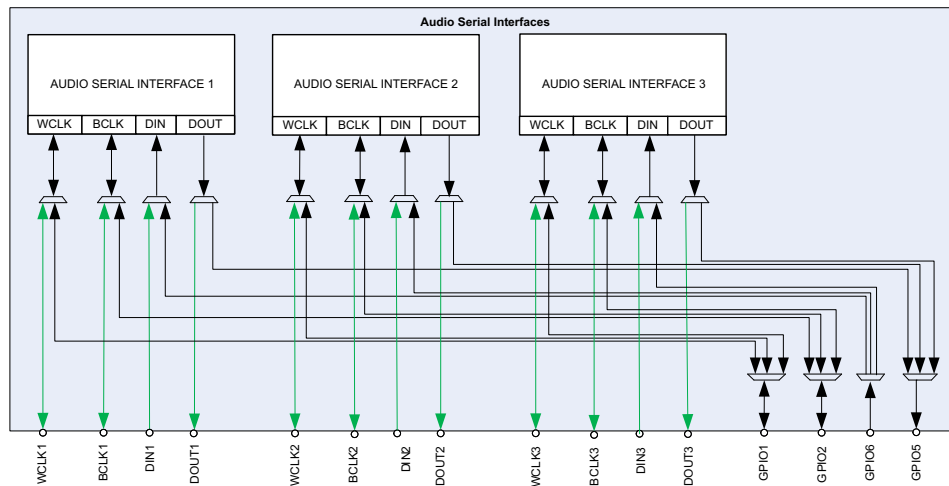 Audio Serial Interfaces
AUDIO SERIAL INTERFACE 1
WCLK BCLK DIN DOUT
AUDIO SERIAL INTERFACE 2
WCLK BCLK DIN DOUT
AUDIO SERIAL INTERFACE 3
WCLK BCLK DIN DOUT
WCLK1
BCLK1
DIN1
DOUT1
WCLK2
BCLK2
DIN2
DOUT2
WCLK3
BCLK3
DIN3
DOUT3
GPIO1
GPIO2
GPIO6
GPIO5